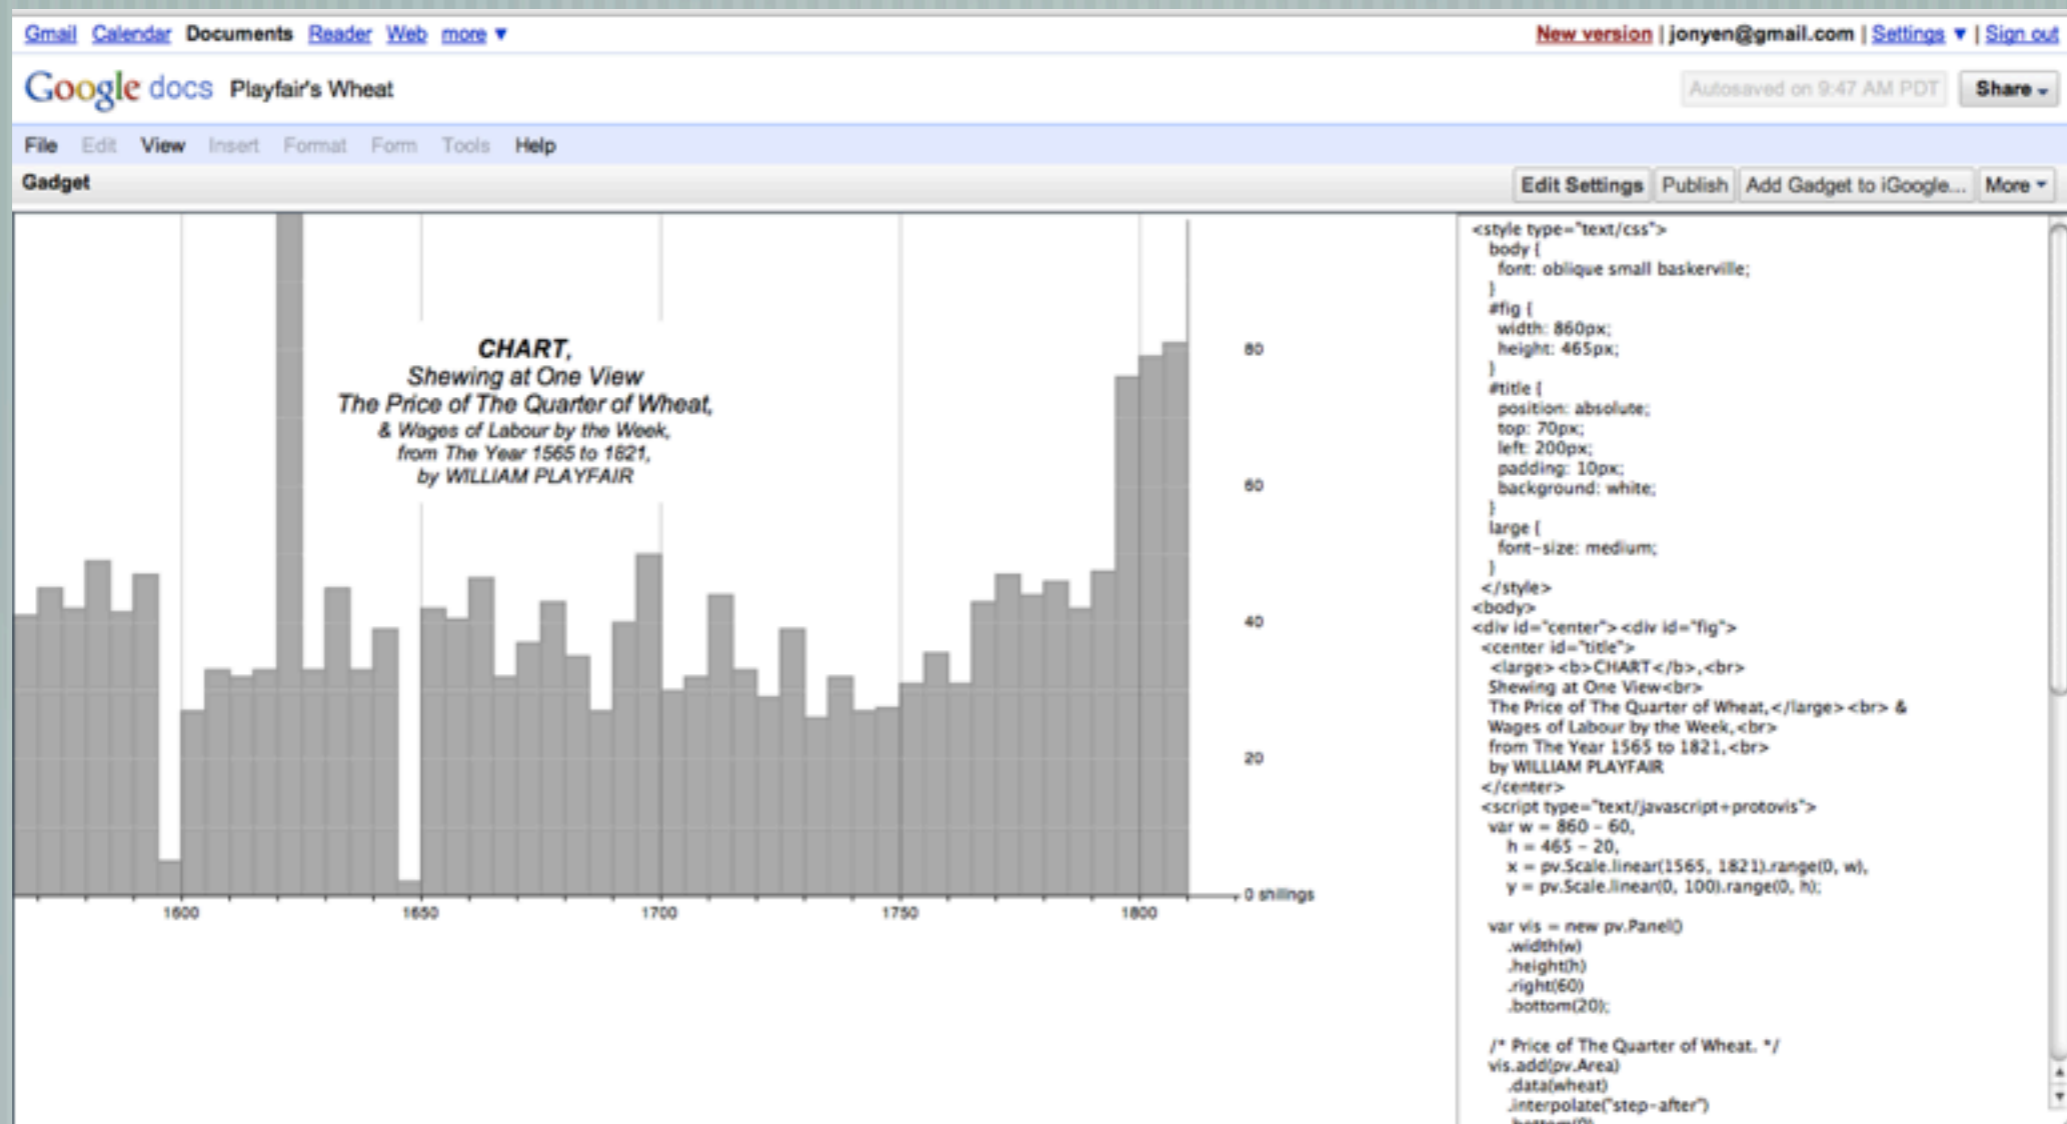 Gmail Calendar Documents Reader Web more ▼
New version | jonyen@gmail.com | Settings ▼ | Sign out
Google docs Playfair's Wheat
Autosaved on 9:47 AM PDT
Share
File Edit View Insert Format Form Tools Help
Gadget
Edit Settings Publish Add Gadget to iGoogle... More
CHART,
Shewing at One View
The Price of The Quarter of Wheat,
& Wages of Labour by the Week,
from The Year 1565 to 1821,
by WILLIAM PLAYFAIR
80
60
40
20
0 shillings
1600 1650 1700 1750 1800
<style type="text/css">
body {
font: oblique small baskerville;
}
#fig {
width: 860px;
height: 465px;
}
#title {
position: absolute;
top: 70px;
left: 200px;
padding: 10px;
background: white;
}
large {
font-size: medium;
}
</style>
<body>
<div id="center"><div id="fig">
<center id="title">
<large><b>CHART</b>,<br>
Shewing at One View<br>
The Price of The Quarter of Wheat,</large><br> &
Wages of Labour by the Week,<br>
from The Year 1565 to 1821,<br>
by WILLIAM PLAYFAIR
</center>
<script type="text/javascript+protovis">
var w = 860 - 60,
h = 465 - 20,
x = pv.Scale.linear(1565, 1821).range(0, w),
y = pv.Scale.linear(0, 100).range(0, h);
var vis = new pv.Panel()
.width(w)
.height(h)
.right(60)
.bottom(20);
/* Price of The Quarter of Wheat. */
vis.add(pv.Area)
.data(wheat)
.interpolate("step-after")